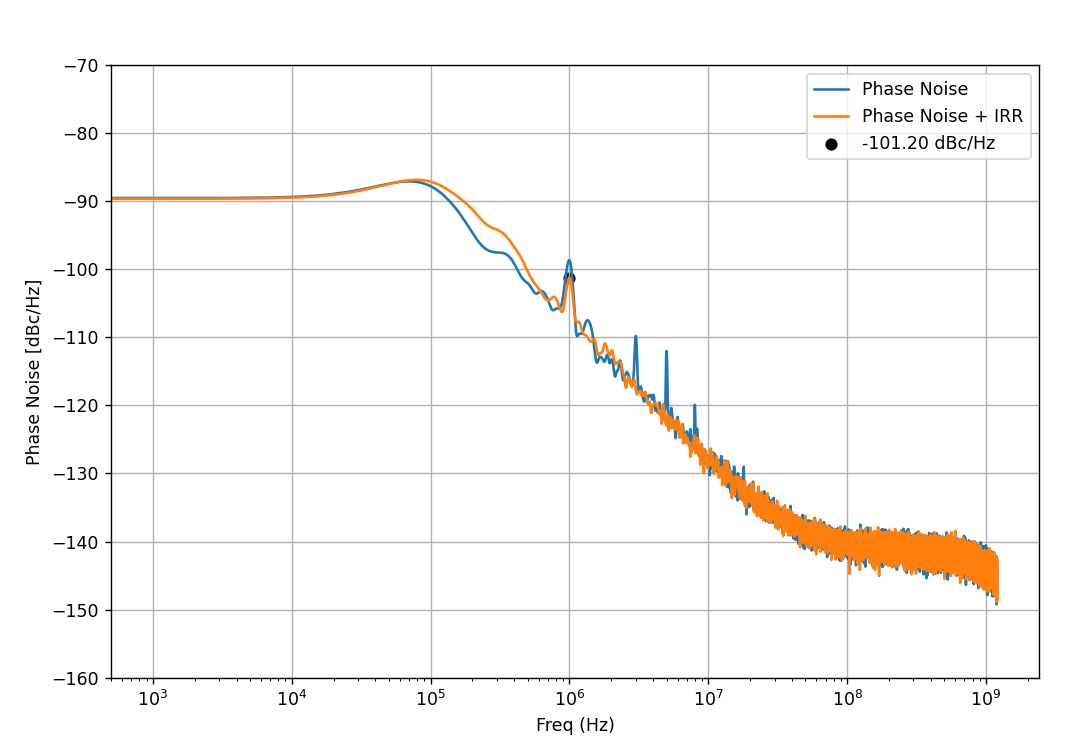 −70
−80
−90
−100
−110
−120
−130
−140
−150
−160
Phase Noise [dBc/Hz]
Phase Noise
Phase Noise + IRR
-101.20 dBc/Hz
10³ 10⁴ 10⁵ 10⁶ 10⁷ 10⁸ 10⁹
Freq (Hz)